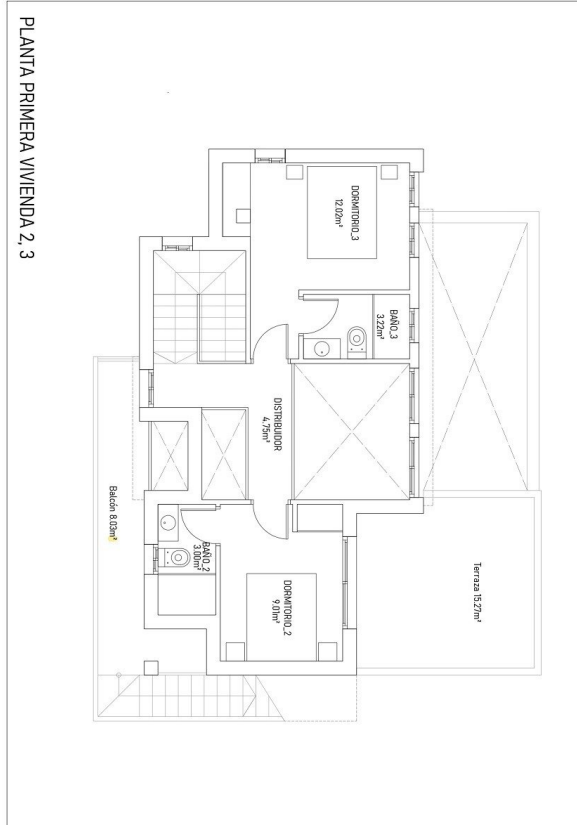 PLANTA PRIMERA VIVIENDA 2, 3
DORMITORIO_3
12.02m²
BAÑO_3
3.22m²
DISTRIBUIDOR
4.75m²
Balcón 8.03m²
BAÑO_2
3.00m²
DORMITORIO_2
9.01m²
Terraza 15.27m²